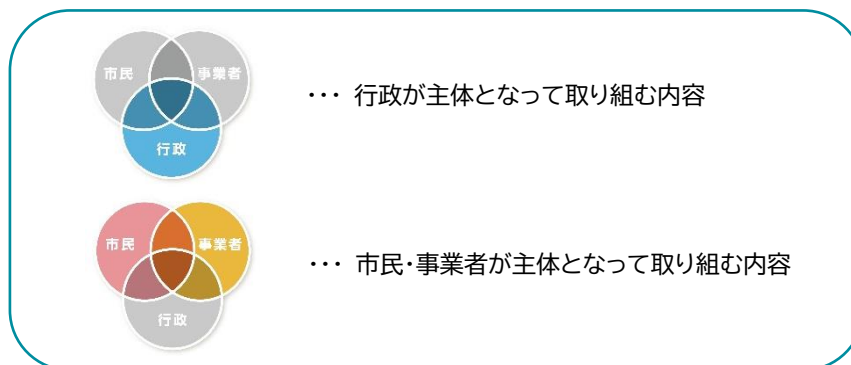 市民 事業者
行政
・・・ 行政が主体となって取り組む内容
市民 事業者
行政
・・・ 市民・事業者が主体となって取り組む内容